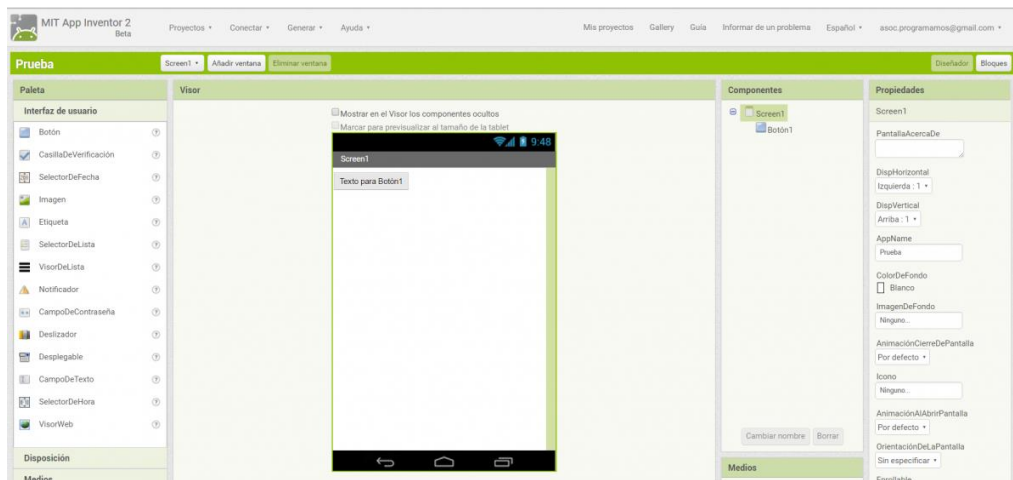 MIT App Inventor 2
Beta
Proyectos Conectar Generar Ayuda
Mis proyectos Gallery Guía Informar de un problema Español asoc.programamos@gmail.com
Prueba
Screen1 Añadir ventana Eliminar ventana
Diseñador Bloques
Paleta
Interfaz de usuario
Botón
CasillaDeVerificación
SelectorDeFecha
Imagen
Etiqueta
SelectorDeLista
VisorDeLista
Notificador
CampoDeContraseña
Deslizador
Desplegable
CampoDeTexto
SelectorDeHora
VisorWeb
Disposición
Medios
Visor
Mostrar en el Visor los componentes ocultos
Marcar para previsualizar al tamaño de la tablet
9:48
Screen1
Texto para Botón1
Componentes
Screen1
Botón1
Cambiar nombre Borrar
Medios
Propiedades
Screen1
PantallaAcercaDe
DispHorizontal
Izquierda : 1
DispVertical
Arriba : 1
AppName
Prueba
ColorDeFondo
Blanco
ImagenDeFondo
Ninguno...
AnimaciónCierreDePantalla
Por defecto
Icono
Ninguno...
AnimaciónAlAbrirPantalla
Por defecto
OrientaciónDeLaPantalla
Sin especificar
Enrollable